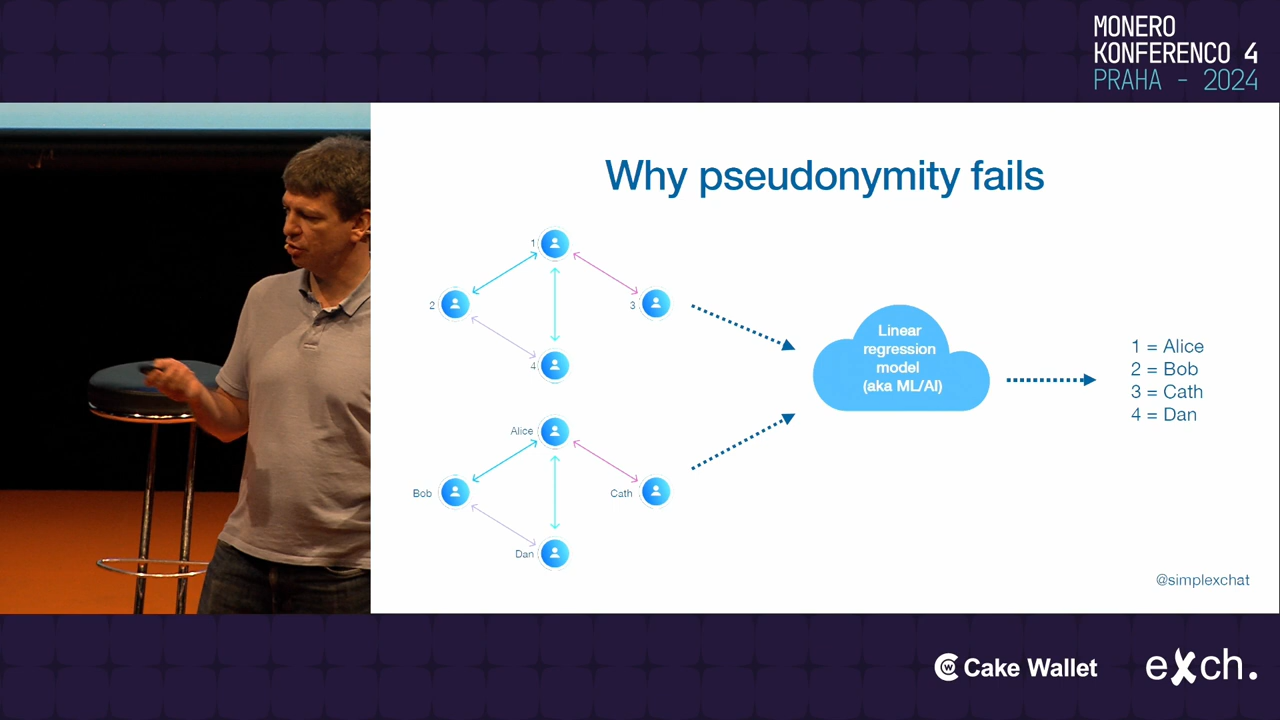 MONERO
KONFERENCO 4
PRAHA - 2024
Why pseudonymity fails
1
2
3
4
Linear
regression
model
(aka ML/AI)
1 = Alice
2 = Bob
3 = Cath
4 = Dan
Alice
Bob
Cath
Dan
@simplexchat
CW Cake Wallet
eXch.